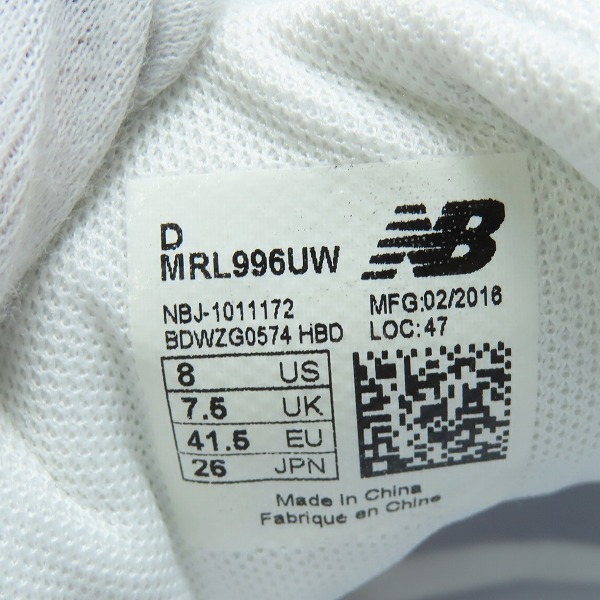 D
MRL996UW NB
NBJ-1011172 MFG:02/2016
BDWZG0574 HBD LOC:47
8 US
7.5 UK
41.5 EU
26 JPN
Made In China
Fabriqué en Chine